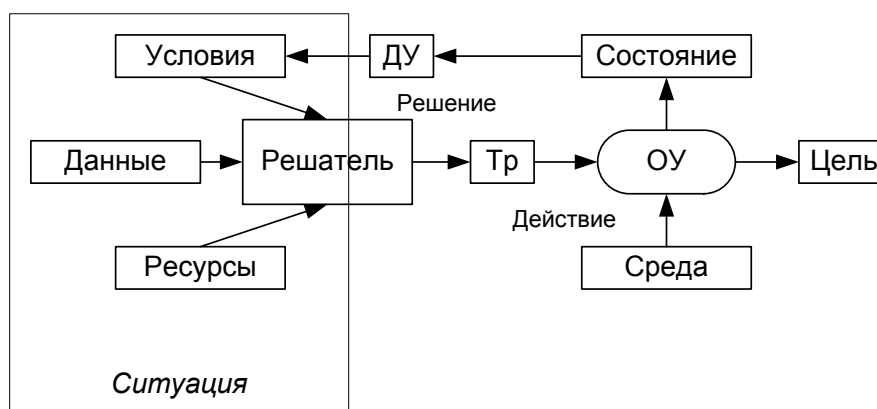 Условия
ДУ
Состояние
Решение
Данные
Решатель
Тр
ОУ
Цель
Действие
Ресурсы
Среда
Ситуация